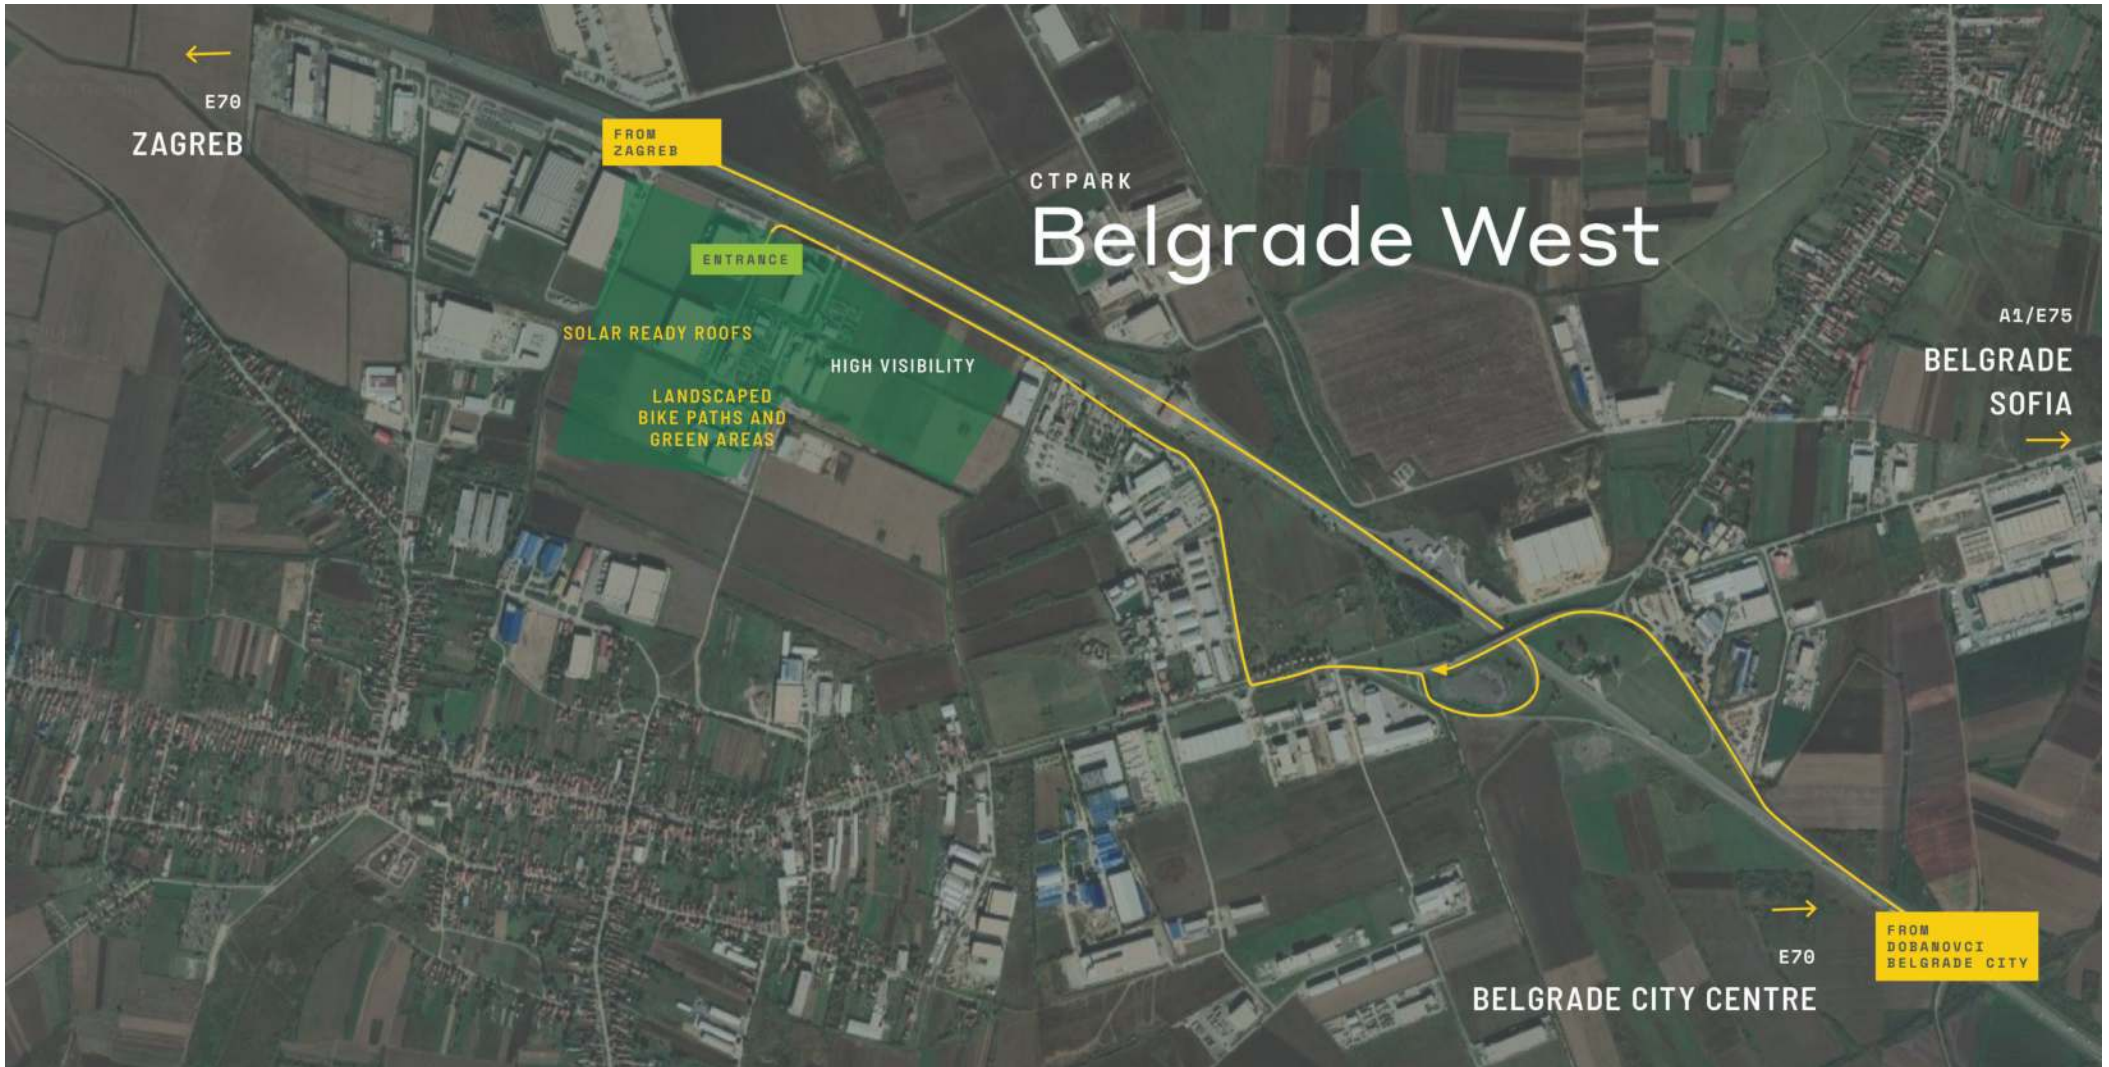 E70
ZAGREB
FROM
ZAGREB
CTPARK
Belgrade West
ENTRANCE
SOLAR READY ROOFS
HIGH VISIBILITY
LANDSCAPED
BIKE PATHS AND
GREEN AREAS
A1/E75
BELGRADE
SOFIA
FROM
DOBANOVCI
BELGRADE CITY
E70
BELGRADE CITY CENTRE